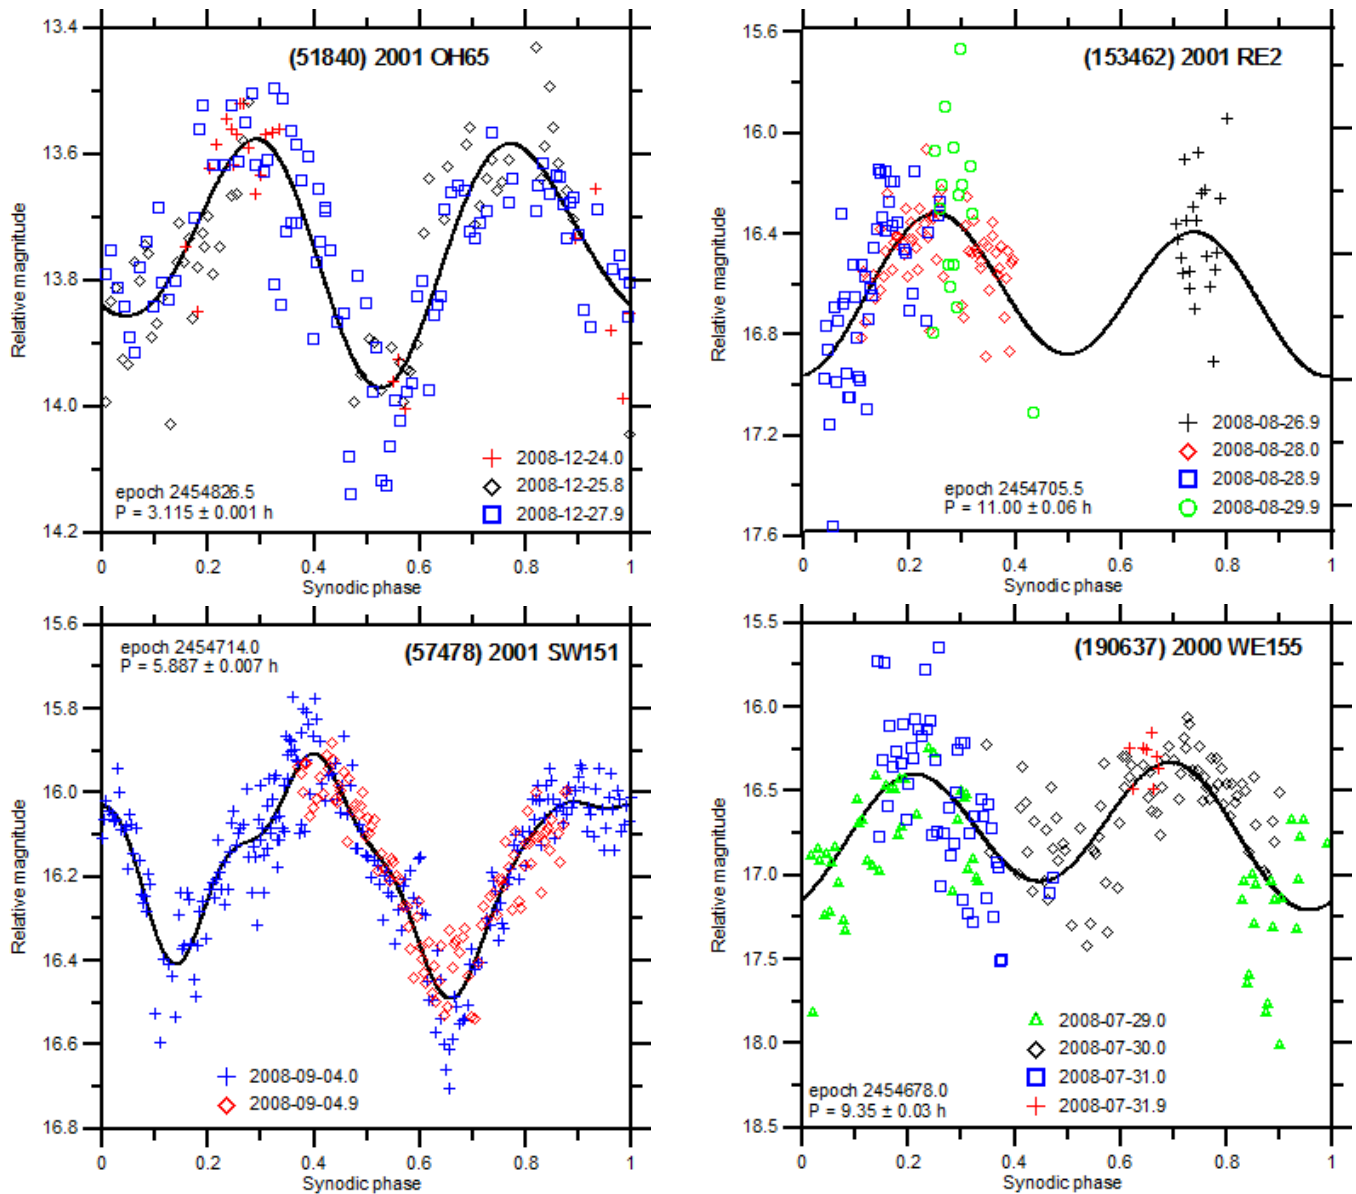 (51840) 2001 OH65
13.4
13.6
13.8
14.0
14.2
Relative magnitude
epoch 2454826.5
P = 3.115 ± 0.001 h
2008-12-24.0
2008-12-25.8
2008-12-27.9
0 0.2 0.4 0.6 0.8 1
Synodic phase
(153462) 2001 RE2
15.6
16.0
16.4
16.8
17.2
17.6
Relative magnitude
2008-08-26.9
2008-08-28.0
2008-08-28.9
2008-08-29.9
epoch 2454705.5
P = 11.00 ± 0.06 h
0 0.2 0.4 0.6 0.8 1
Synodic phase
epoch 2454714.0
P = 5.887 ± 0.007 h
(57478) 2001 SW151
15.6
15.8
16.0
16.2
16.4
16.6
16.8
Relative magnitude
2008-09-04.0
2008-09-04.9
0 0.2 0.4 0.6 0.8 1
Synodic phase
(190637) 2000 WE155
15.5
16.0
16.5
17.0
17.5
18.0
18.5
Relative magnitude
2008-07-29.0
2008-07-30.0
2008-07-31.0
2008-07-31.9
epoch 2454678.0
P = 9.35 ± 0.03 h
0 0.2 0.4 0.6 0.8 1
Synodic phase